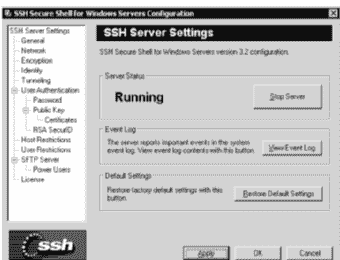 SSH Secure Shell for Windows Servers Configuration
SSH Server Settings
General
Network
Encryption
Identity
Tunneling
User Authentication
Password
Public Key
Certificates
RSA SecurID
Host Restrictions
User Restrictions
SFTP Server
Power Users
License
SSH Server Settings
SSH Secure Shell for Windows Servers version 3.2 configuration.
Server Status
Running
Stop Server
Event Log
The server reports important events in the system
event log. View event log contents with this button.
View Event Log
Default Settings
Restore factory default settings with this
button.
Restore Default Settings
ssh
Apply
OK
Cancel